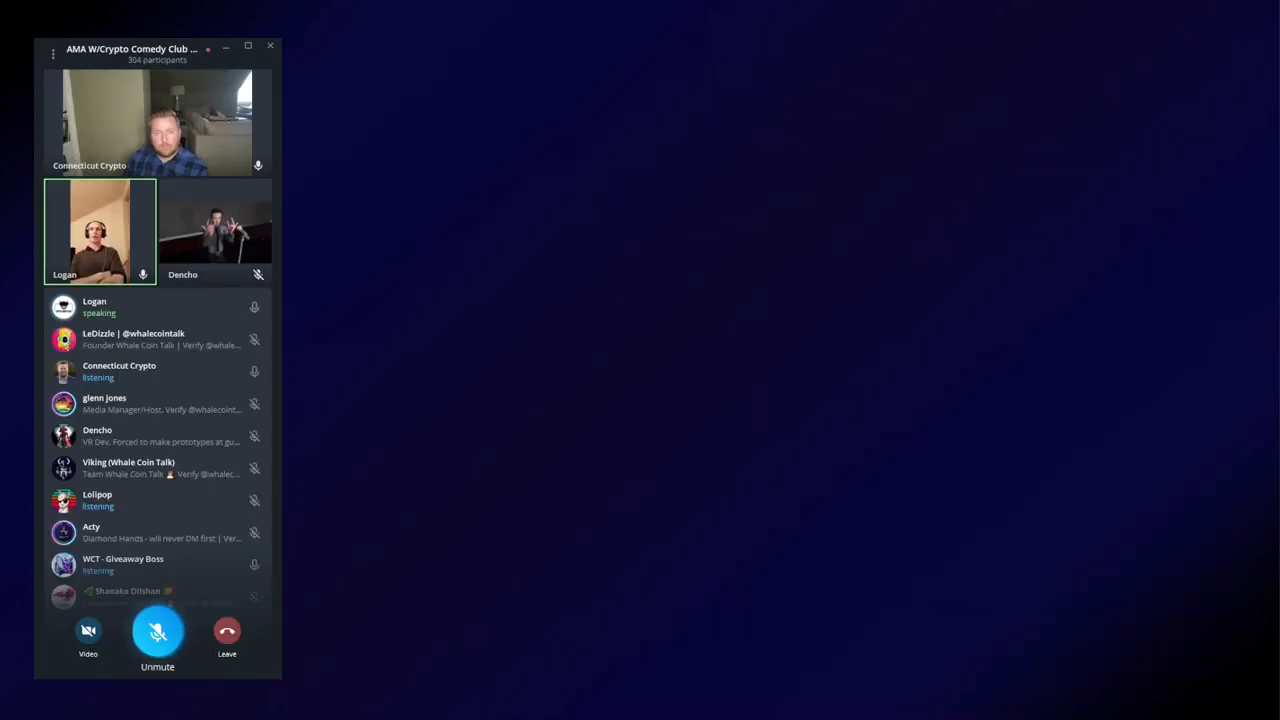 AMA W/Crypto Comedy Club ...
304 participants
Connecticut Crypto
Logan
Dencho
Logan
speaking
LeDizzle | @whalecointalk
Founder Whale Coin Talk | Verify @whale...
Connecticut Crypto
listening
glenn jones
Media Manager/Host. Verify @whalecoint...
Dencho
VR Dev. Forced to make prototypes at gu...
Viking (Whale Coin Talk)
Team Whale Coin Talk Verify @whalec...
Lolipop
listening
Acty
Diamond Hands - will never DM first | Ver...
WCT - Giveaway Boss
listening
Shanaka Dilshan
Video
Leave
Unmute